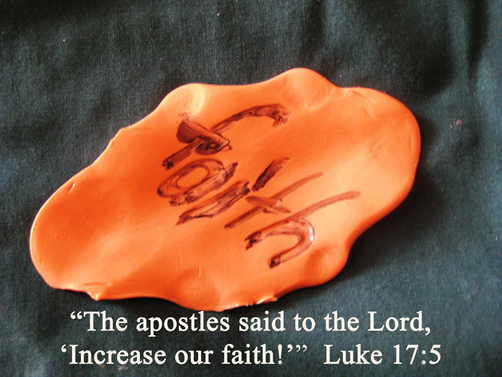 Faith
“The apostles said to the Lord,
‘Increase our faith!’”  Luke 17:5